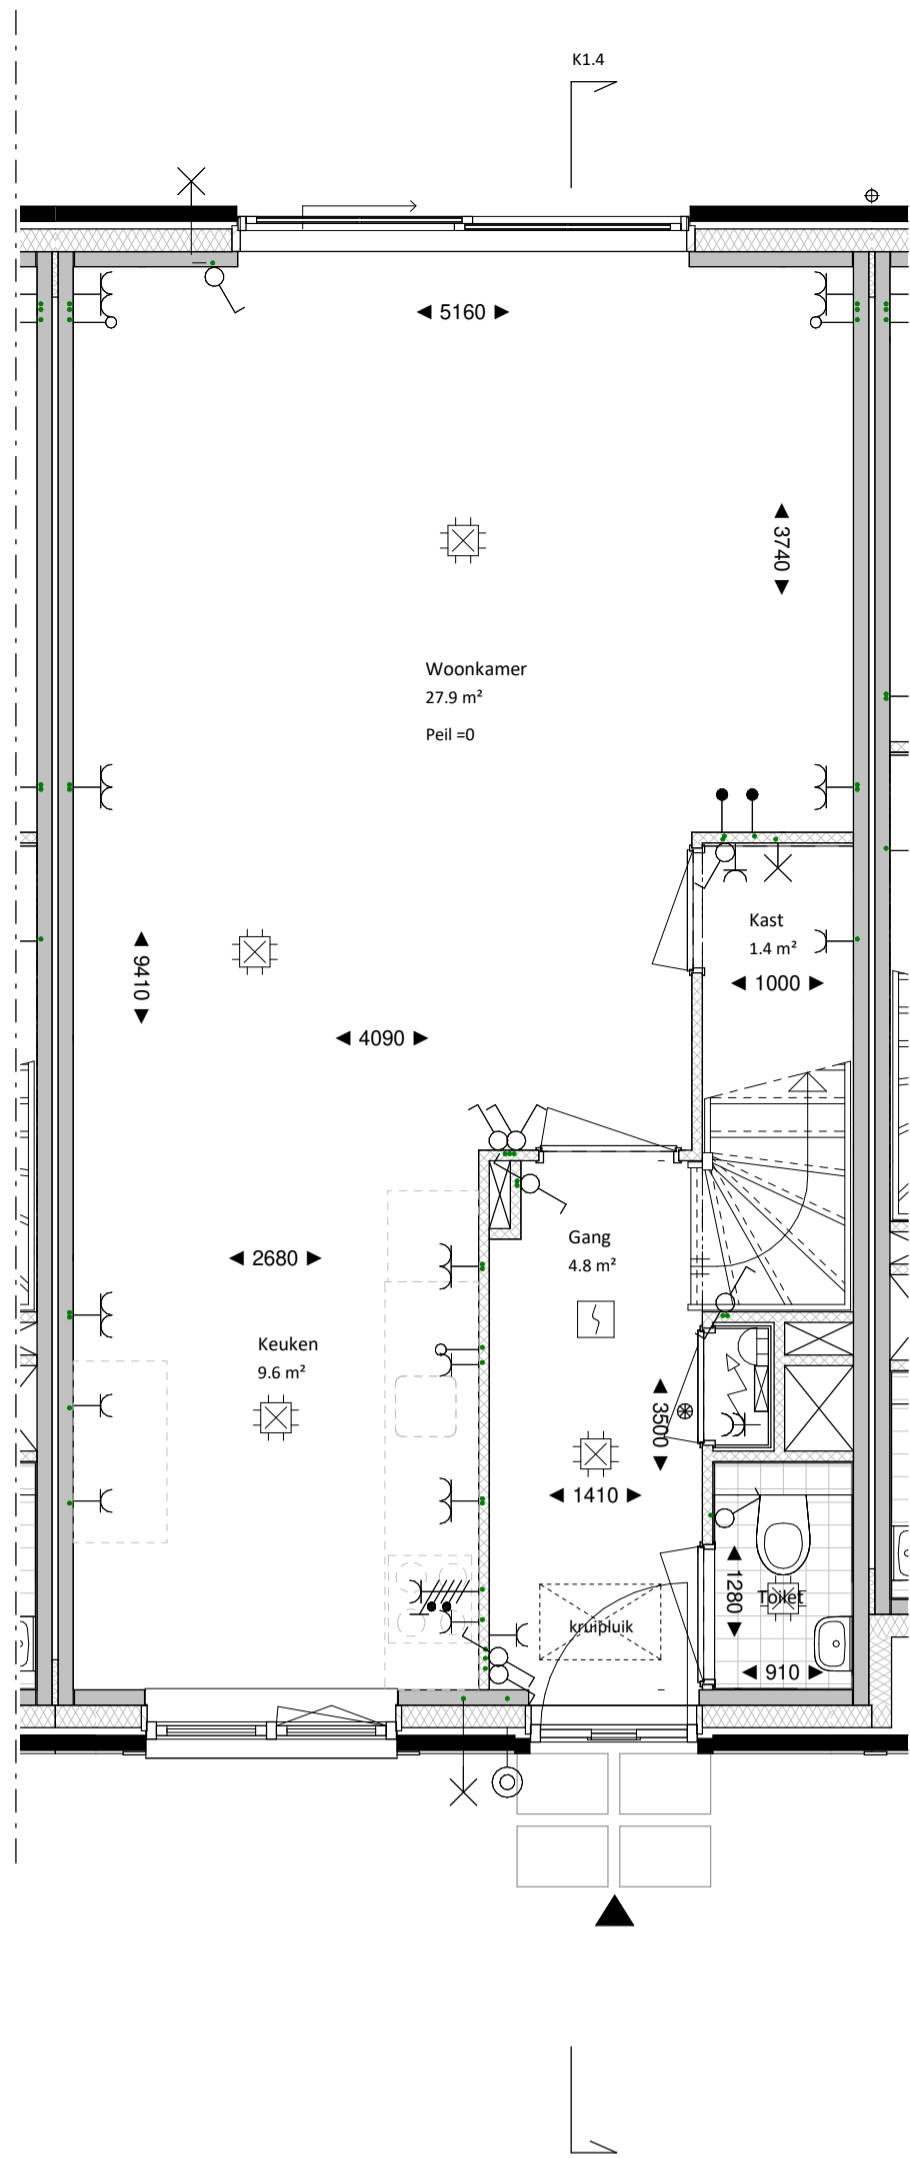 K1.4
◄ 5160 ►
◄ 3740 ►
Woonkamer
27.9 m²
Peil =0
Kast
1.4 m²
◄ 1000 ►
◄ 9410 ►
◄ 4090 ►
Gang
4.8 m²
◄ 2680 ►
Keuken
9.6 m²
◄ 3500 ►
◄ 1410 ►
◄ 1280 ►
Toilet
kruipluik
◄ 910 ►